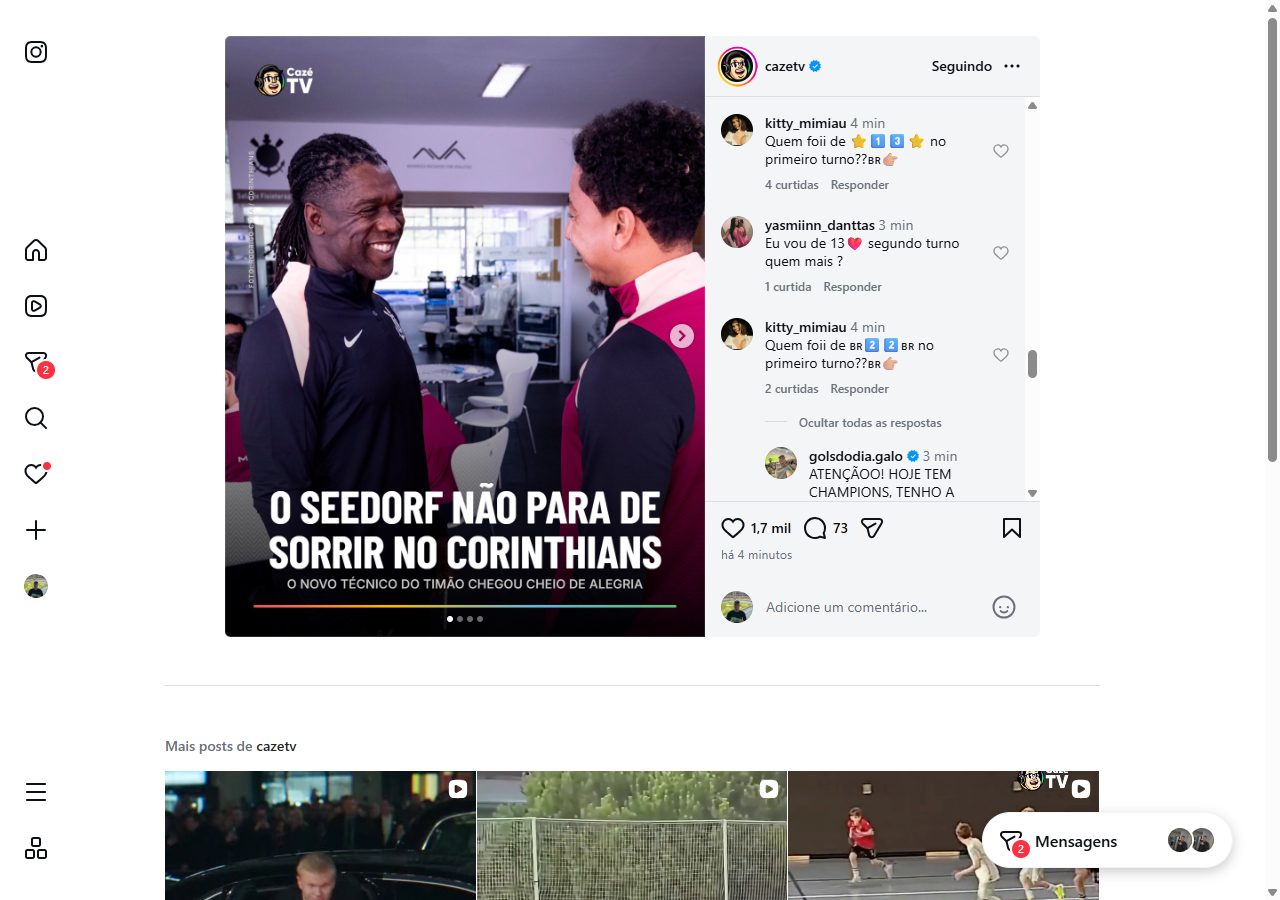 Cazé
TV
O SEEDORF NÃO PARA DE
SORRIR NO CORINTHIANS
O NOVO TÉCNICO DO TIMÃO CHEGOU CHEIO DE ALEGRIA
cazetv
Seguindo
kitty_mimiau 4 min
Quem foii de ⭐ 1️⃣ 3️⃣ ⭐ no
primeiro turno??🇧🇷👉🏼
4 curtidas Responder
yasmiinn_danttas 3 min
Eu vou de 13❤️ segundo turno
quem mais ?
1 curtida Responder
kitty_mimiau 4 min
Quem foii de 🇧🇷2️⃣ 2️⃣🇧🇷 no
primeiro turno??🇧🇷👉🏼
2 curtidas Responder
Ocultar todas as respostas
golsdodia.galo 3 min
ATENÇÃOO! HOJE TEM
CHAMPIONS, TENHO A
1,7 mil 73
há 4 minutos
Adicione um comentário...
2
Mais posts de cazetv
Cazé
TV
2 Mensagens